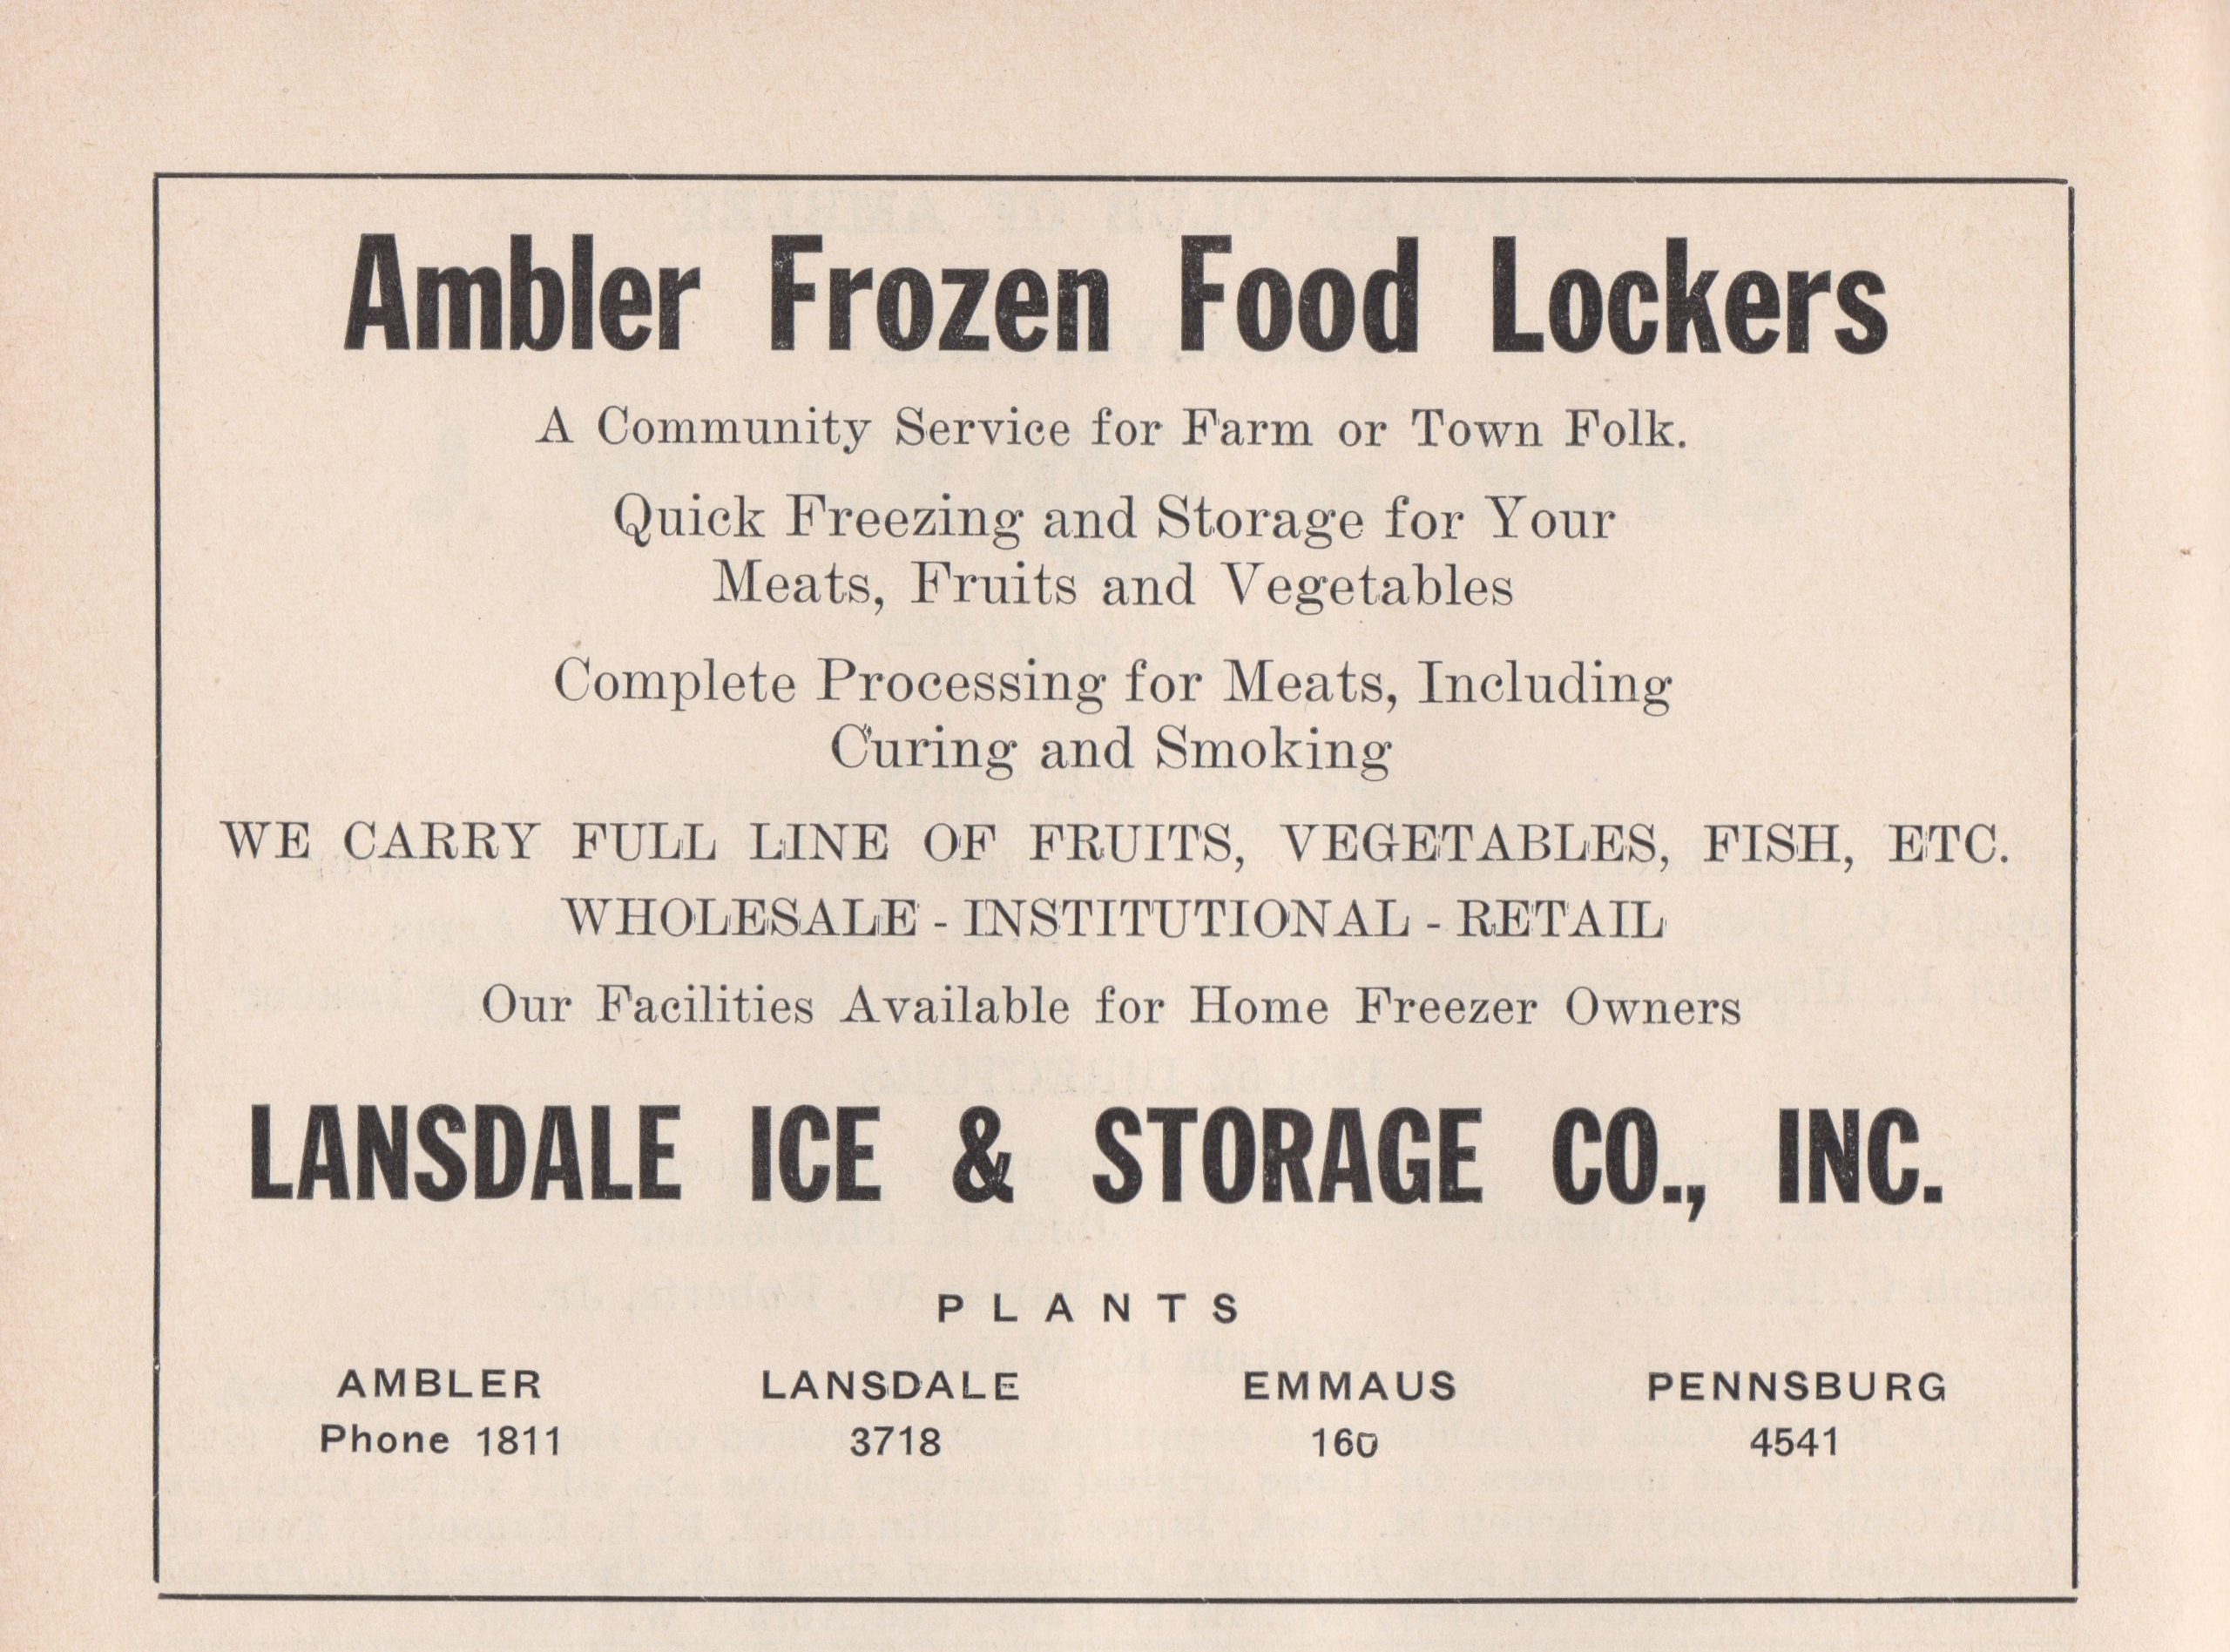 Ambler Frozen Food Lockers
A Community Service for Farm or Town Folk.
Quick Freezing and Storage for Your
Meats, Fruits and Vegetables
Complete Processing for Meats, Including
Curing and Smoking
WE CARRY FULL LINE OF FRUITS, VEGETABLES, FISH, ETC.
WHOLESALE - INSTITUTIONAL - RETAIL
Our Facilities Available for Home Freezer Owners
LANSDALE ICE & STORAGE CO., INC.
PLANTS
AMBLER LANSDALE EMMAUS PENNSBURG
Phone 1811 3718 160 4541